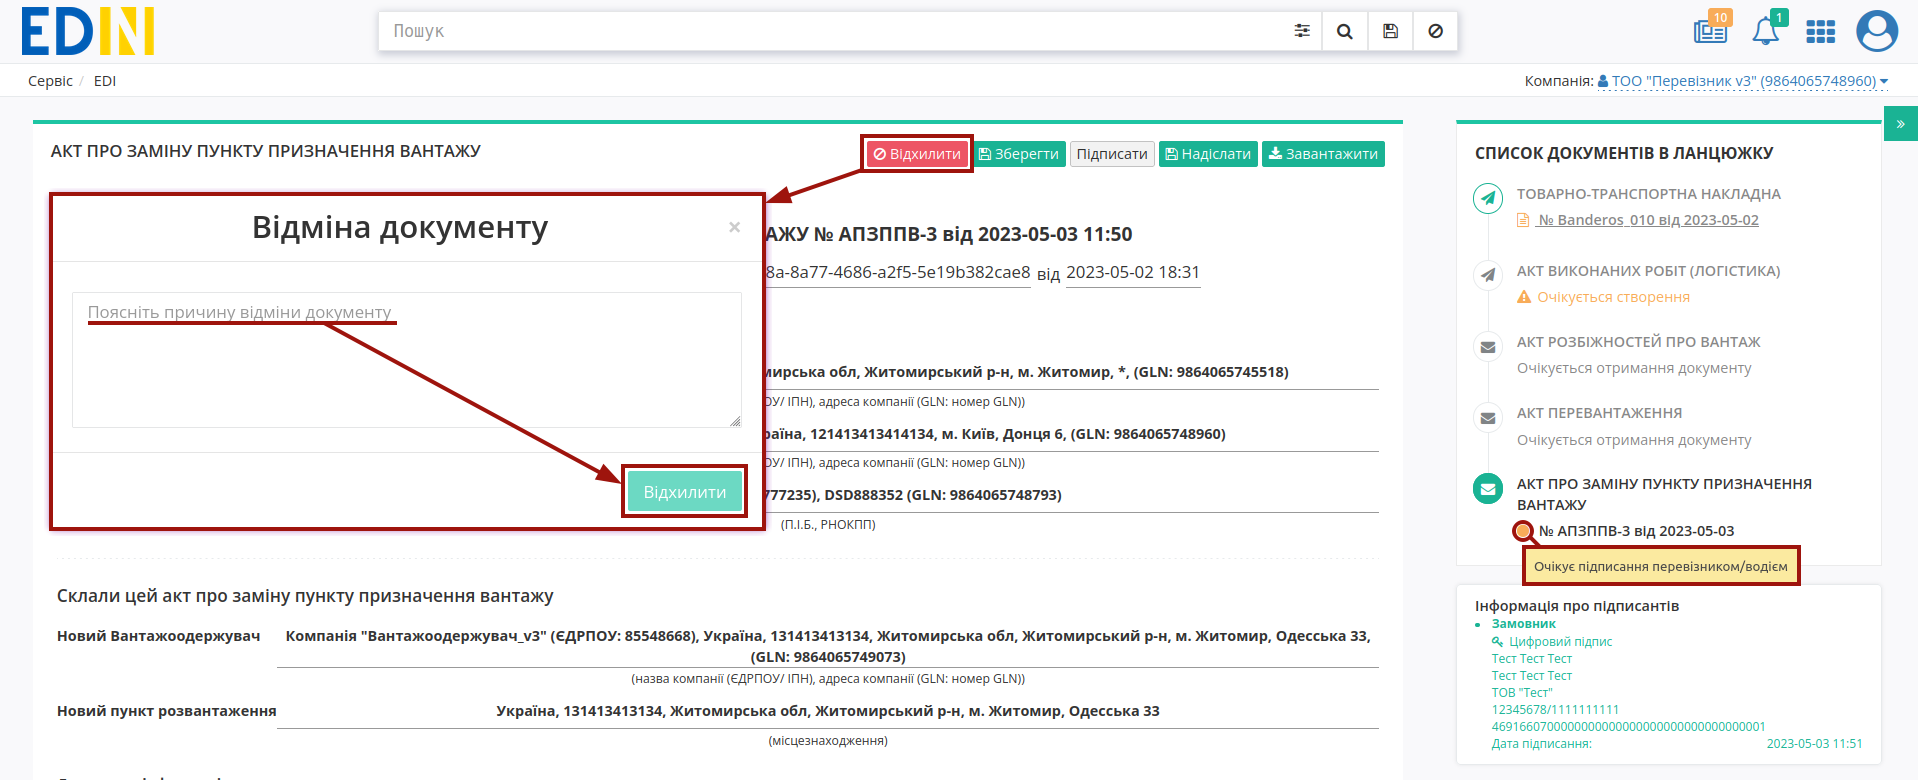 EDIN
Пошук
10
1
Сервіс / EDI
Компанія: ТОО "Перевізник v3" (9864065748960)
АКТ ПРО ЗАМІНУ ПУНКТУ ПРИЗНАЧЕННЯ ВАНТАЖУ
Відхилити Зберегти Підписати Надіслати Завантажити
Відміна документу
×
Поясніть причину відміни документу
Відхилити
АЖУ № АПЗППВ-3 від 2023-05-03 11:50
8a-8a77-4686-a2f5-5e19b382cae8 від 2023-05-02 18:31
мирська обл, Житомирський р-н, м. Житомир, *, (GLN: 9864065745518)
ОУ/ ІПН), адреса компанії (GLN: номер GLN))
раїна, 121413413414134, м. Київ, Донця 6, (GLN: 9864065748960)
ОУ/ ІПН), адреса компанії (GLN: номер GLN))
777235), DSD888352 (GLN: 9864065748793)
(П.І.Б., РНОКПП)
Склали цей акт про заміну пункту призначення вантажу
Новий Вантажоодержувач Компанія "Вантажоодержувач_v3" (ЄДРПОУ: 85548668), Україна, 131413413134, Житомирська обл, Житомирський р-н, м. Житомир, Одесська 33,
(GLN: 9864065749073)
(назва компанії (ЄДРПОУ/ ІПН), адреса компанії (GLN: номер GLN))
Новий пункт розвантаження Україна, 131413413134, Житомирська обл, Житомирський р-н, м. Житомир, Одесська 33
(місцезнаходження)
»
СПИСОК ДОКУМЕНТІВ В ЛАНЦЮЖКУ
ТОВАРНО-ТРАНСПОРТНА НАКЛАДНА
№ Banderos_010 від 2023-05-02
АКТ ВИКОНАНИХ РОБІТ (ЛОГІСТИКА)
Очікується створення
АКТ РОЗБІЖНОСТЕЙ ПРО ВАНТАЖ
Очікується отримання документу
АКТ ПЕРЕВАНТАЖЕННЯ
Очікується отримання документу
АКТ ПРО ЗАМІНУ ПУНКТУ ПРИЗНАЧЕННЯ
ВАНТАЖУ
№ АПЗППВ-3 від 2023-05-03
Очікує підписання перевізником/водієм
Інформація про підписантів
Замовник
Цифровий підпис
Тест Тест Тест
Тест Тест Тест
ТОВ "Тест"
12345678/1111111111
Дата підписання: 2023-05-03 11:51